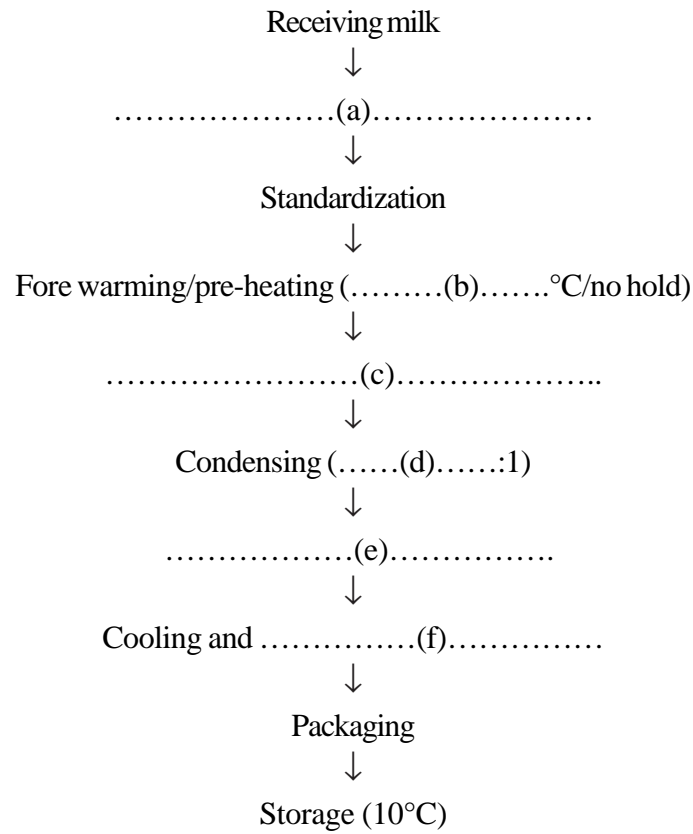 Receiving milk
↓
…………………(a)…………………
↓
Standardization
↓
Fore warming/pre-heating (………(b)…….°C/no hold)
↓
……………………(c)………………..
↓
Condensing (……(d)……:1)
↓
………………(e)…………….
↓
Cooling and ……………(f)……………
↓
Packaging
↓
Storage (10°C)